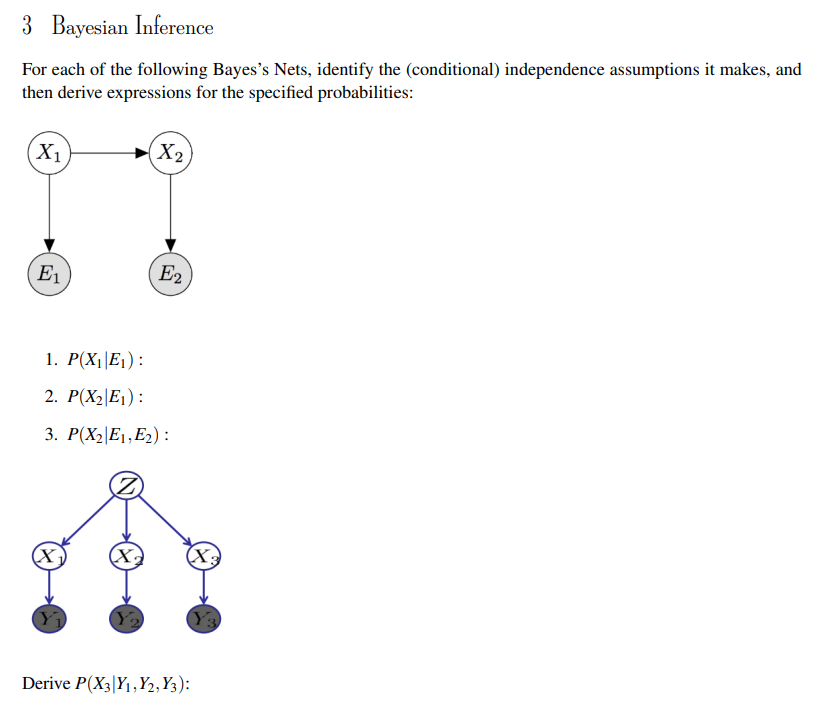 3 Bayesian Inference
For each of the following Bayes's Nets, identify the (conditional) independence assumptions it makes, and
then derive expressions for the specified probabilities:
X₁ X₂
E₁ E₂
1. P(X₁|E₁) :
2. P(X₂|E₁) :
3. P(X₂|E₁,E₂) :
Z
X₁ X₂ X₃
Y₁ Y₂ Y₃
Derive P(X₃|Y₁,Y₂,Y₃):